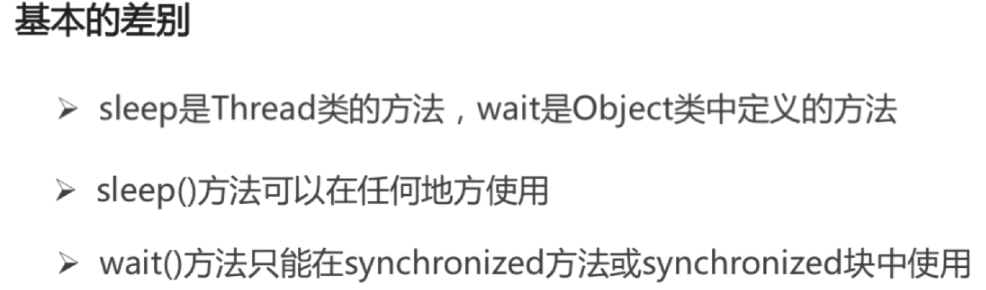 基本的差别
➢ sleep是Thread类的方法，wait是Object类中定义的方法
➢ sleep()方法可以在任何地方使用
➢ wait()方法只能在synchronized方法或synchronized块中使用